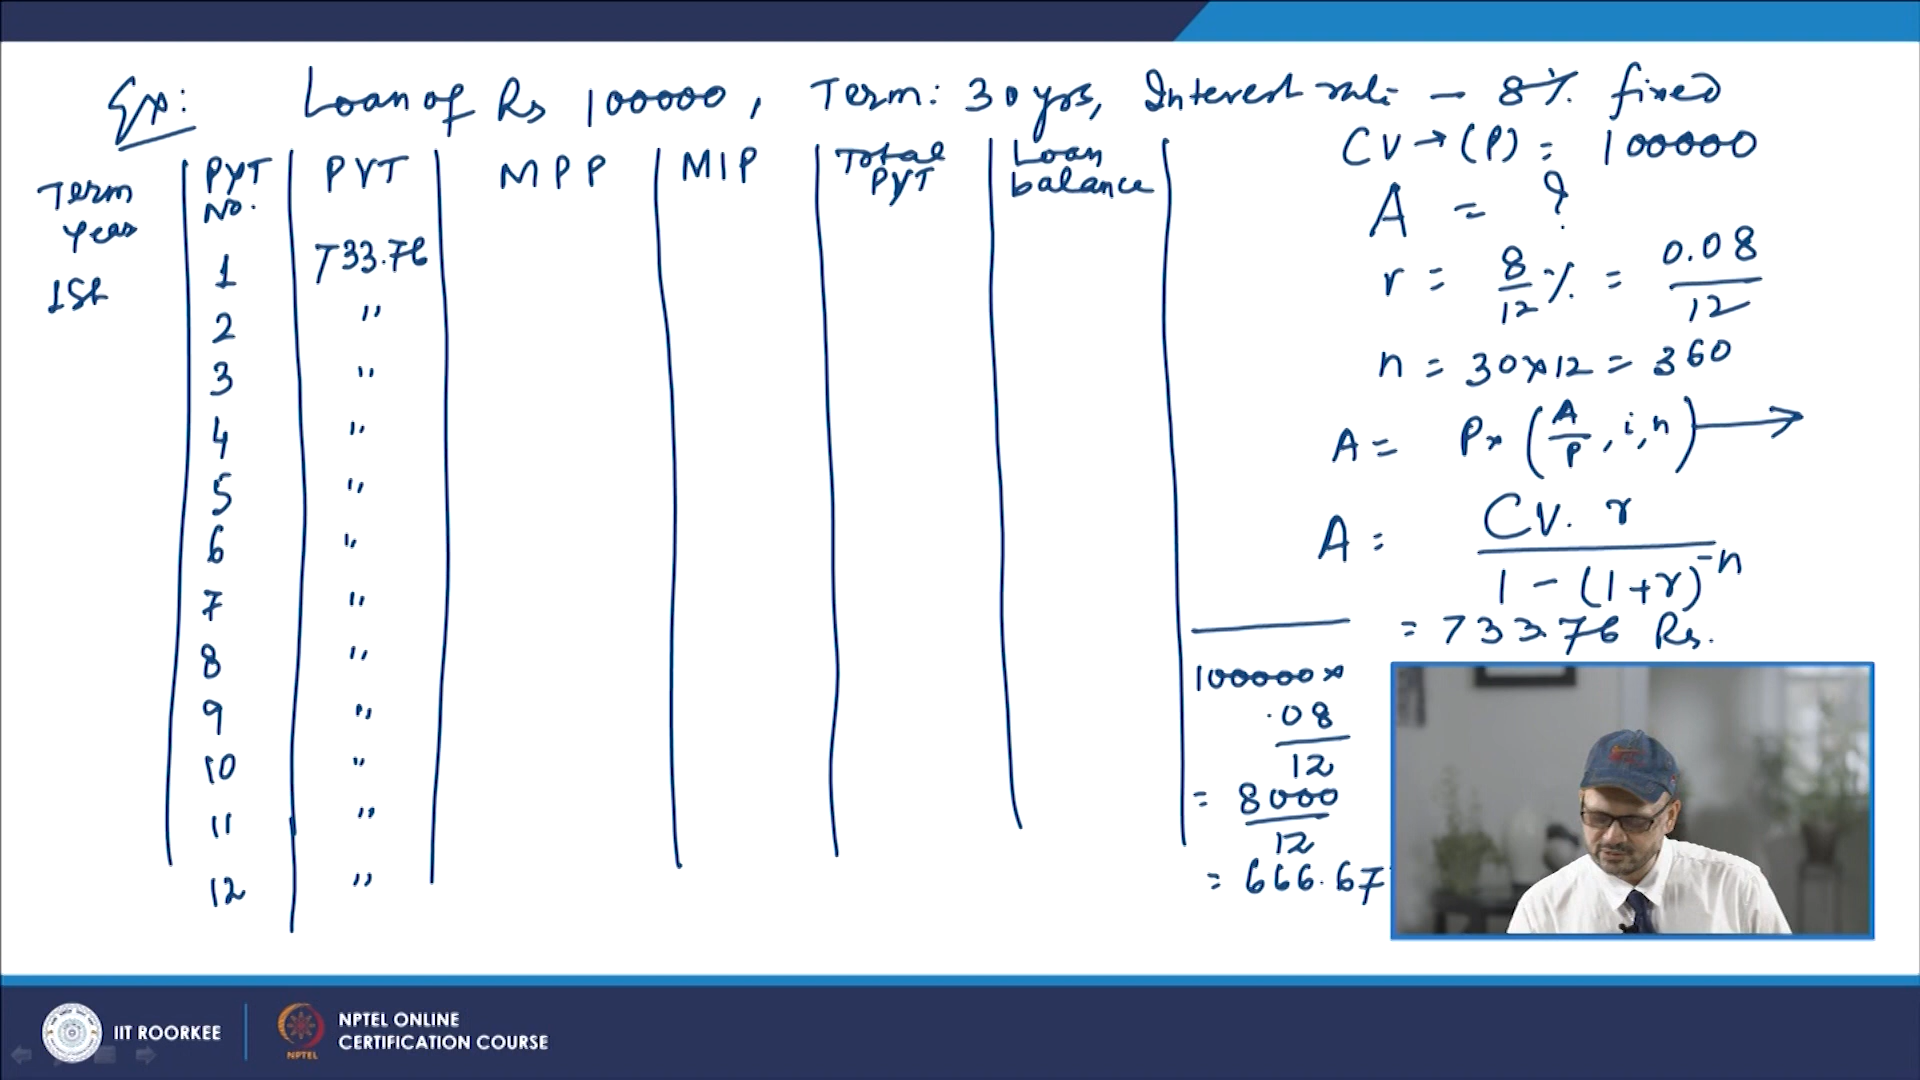 Ex: Loan of Rs 100000, Term: 30 yrs, Interest rate – 8% fixed
Term Year
PYT No.
PYT
MPP
MIP
Total PYT
Loan balance
1st
1 733.76
2 "
3 "
4 "
5 "
6 "
7 "
8 "
9 "
10 "
11 "
12 "
CV → (P) = 100000
A = ?
r = 8/12 % = 0.08/12
n = 30×12 = 360
A = P× (A/P, i, n) →
A = CV. r / 1 – (1+r)^-n
= 733.76 Rs.
100000×
.08/12
= 8000/12
= 666.67
IIT ROORKEE
NPTEL
NPTEL ONLINE
CERTIFICATION COURSE